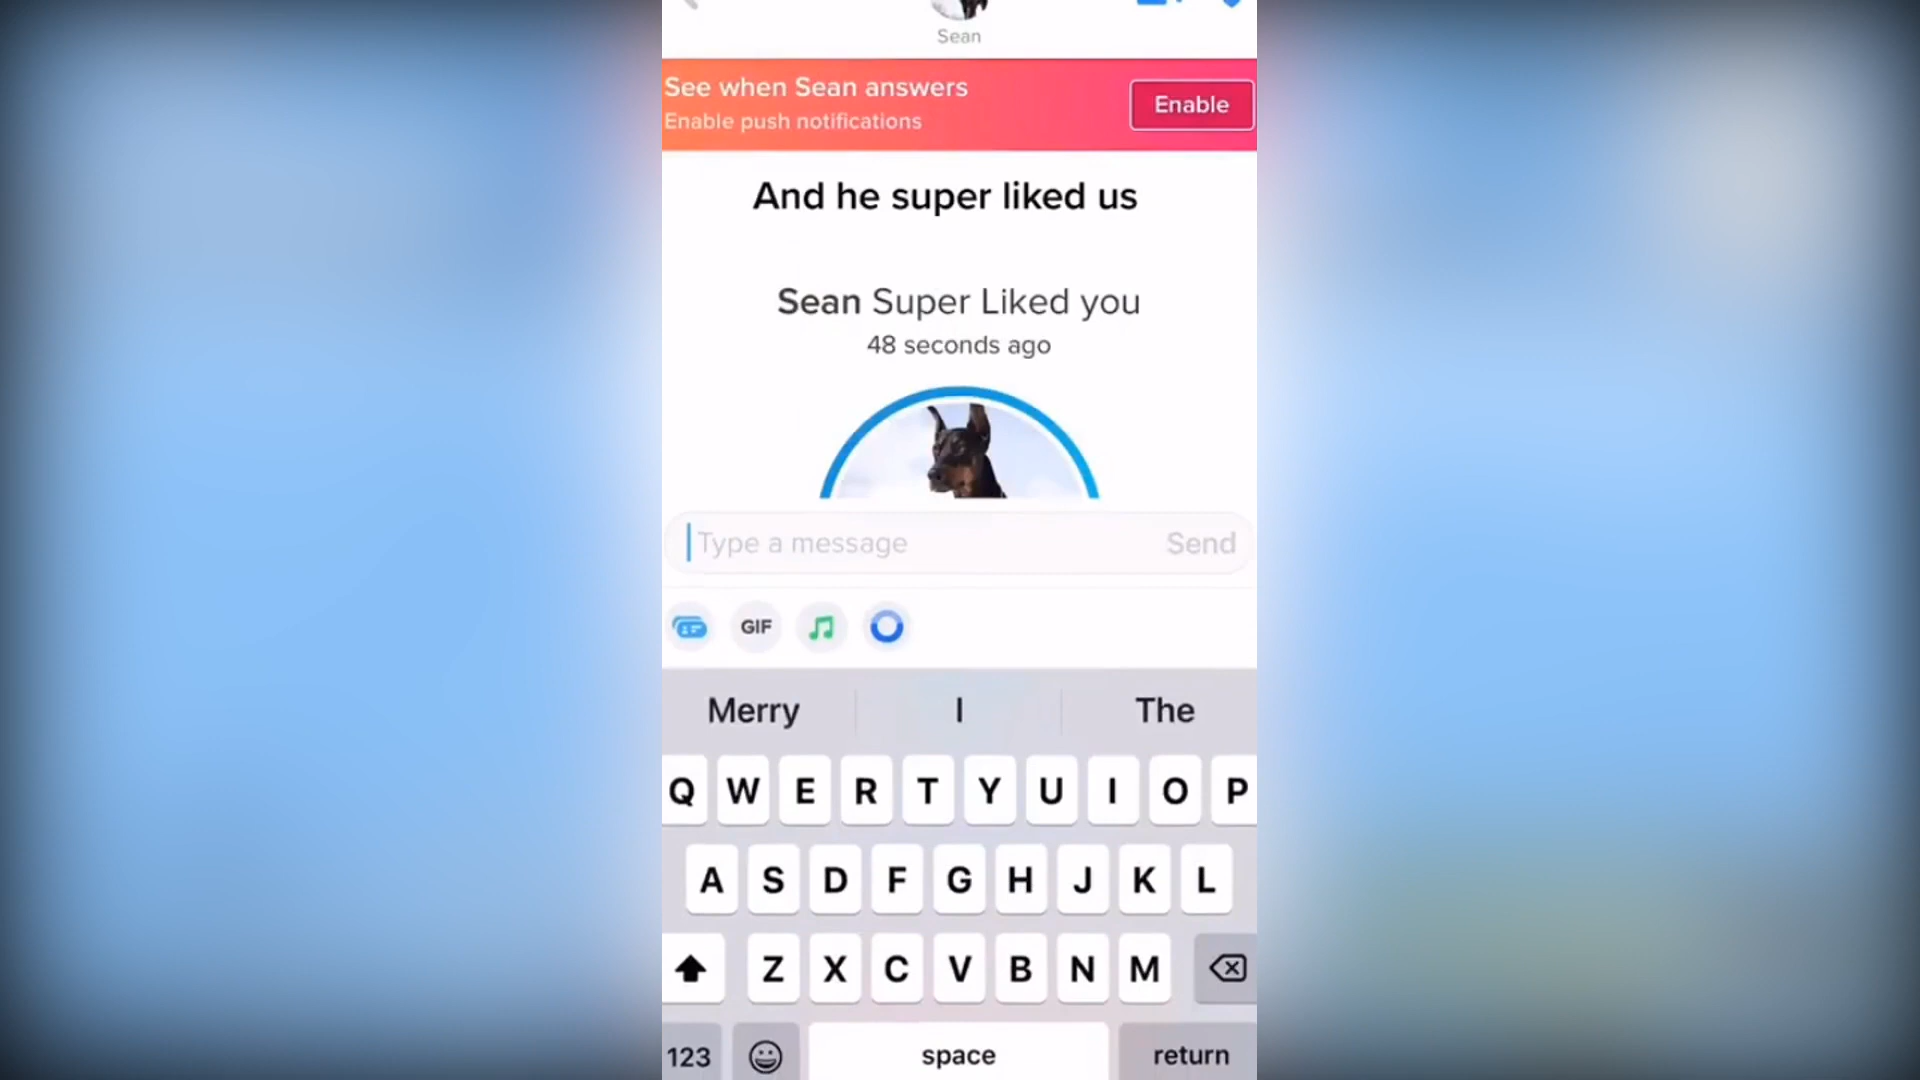 Sean
See when Sean answers
Enable push notifications
Enable
And he super liked us
Sean Super Liked you
48 seconds ago
Type a message
Send
GIF
Merry
I
The
Q W E R T Y U I O P
A S D F G H J K L
Z X C V B N M
123
space
return